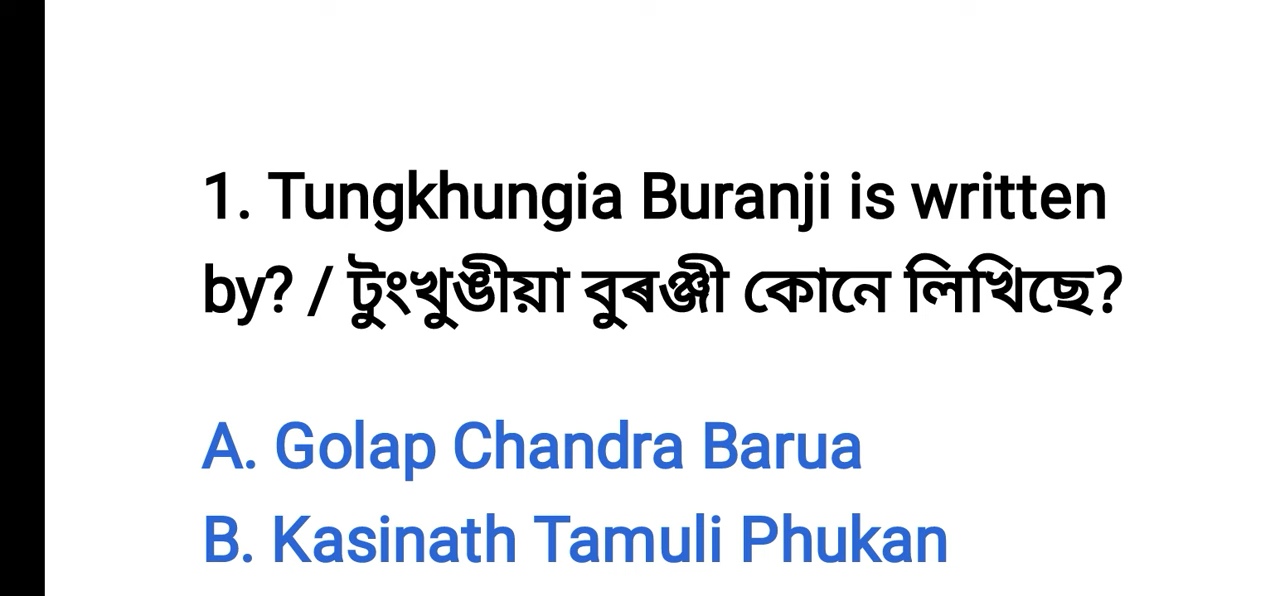 1. Tungkhungia Buranji is written
by? / টুংখুঙীয়া বুৰঞ্জী কোনে লিখিছে?
A. Golap Chandra Barua
B. Kasinath Tamuli Phukan